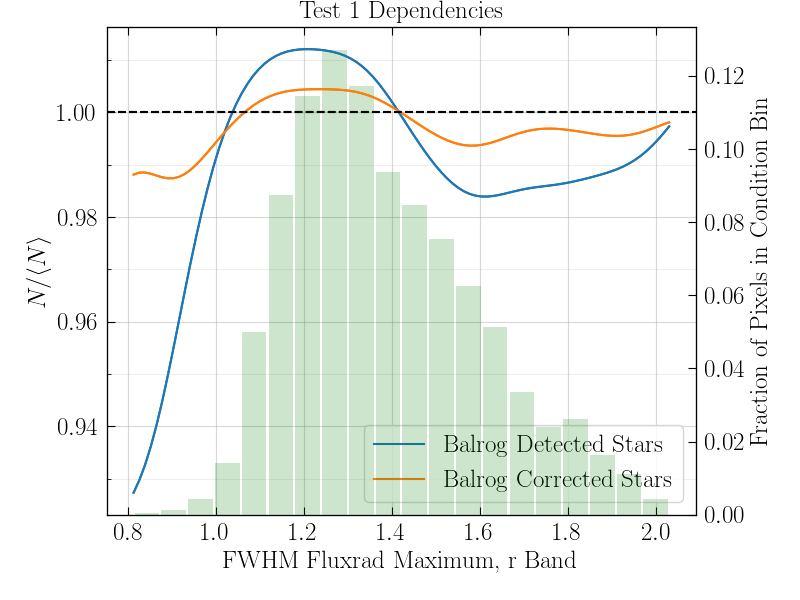 Test 1 Dependencies
N/⟨N⟩
1.00
0.98
0.96
0.94
0.12
0.10
0.08
0.06
0.04
0.02
0.00
Fraction of Pixels in Condition Bin
Balrog Detected Stars
Balrog Corrected Stars
0.8 1.0 1.2 1.4 1.6 1.8 2.0
FWHM Fluxrad Maximum, r Band